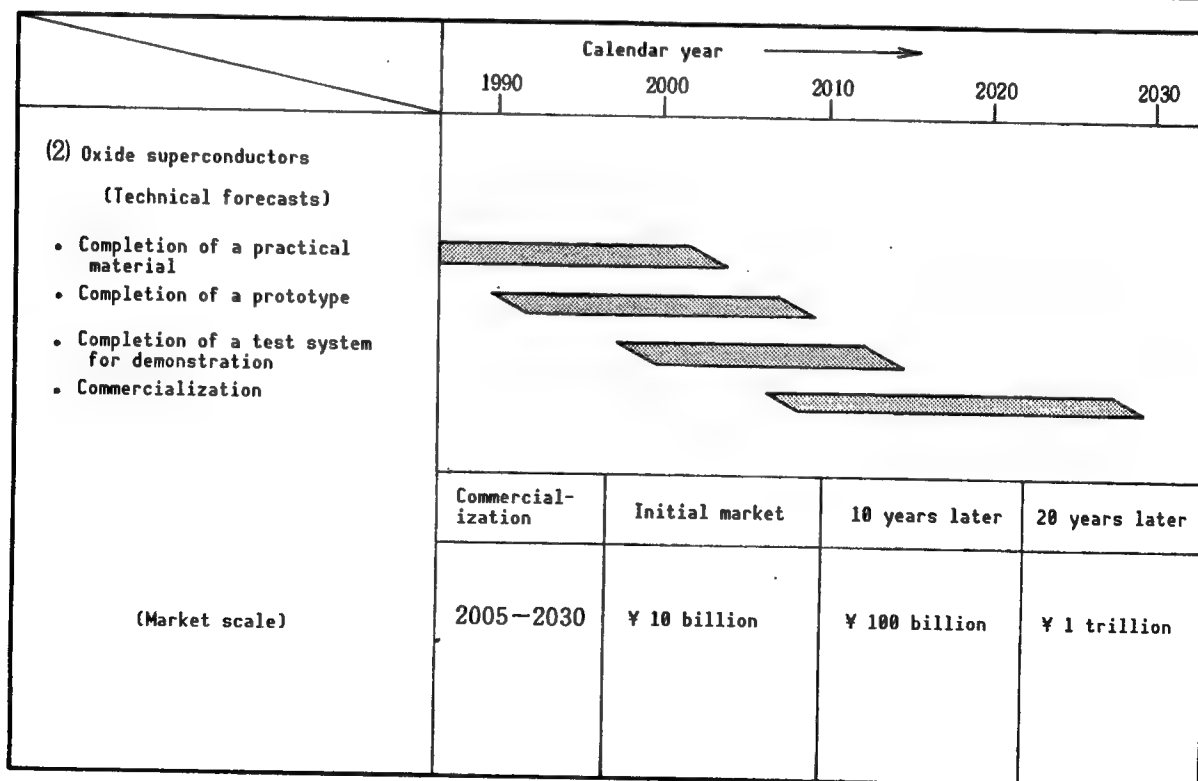 Calendar year
1990 2000 2010 2020 2030
(2) Oxide superconductors
(Technical forecasts)
• Completion of a practical
material
• Completion of a prototype
• Completion of a test system
for demonstration
• Commercialization
Commercial-
ization
Initial market
10 years later
20 years later
(Market scale)
2005—2030
¥ 10 billion
¥ 100 billion
¥ 1 trillion